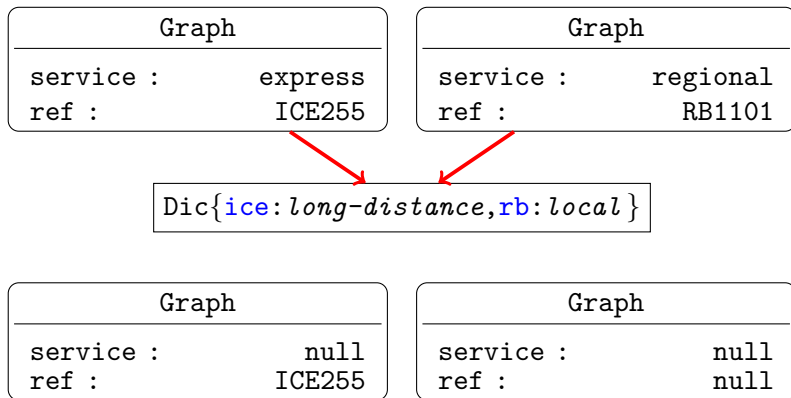 Graph
service : express
ref : ICE255
Graph
service : regional
ref : RB1101
Dic{ice:long-distance,rb:local}
Graph
service : null
ref : ICE255
Graph
service : null
ref : null